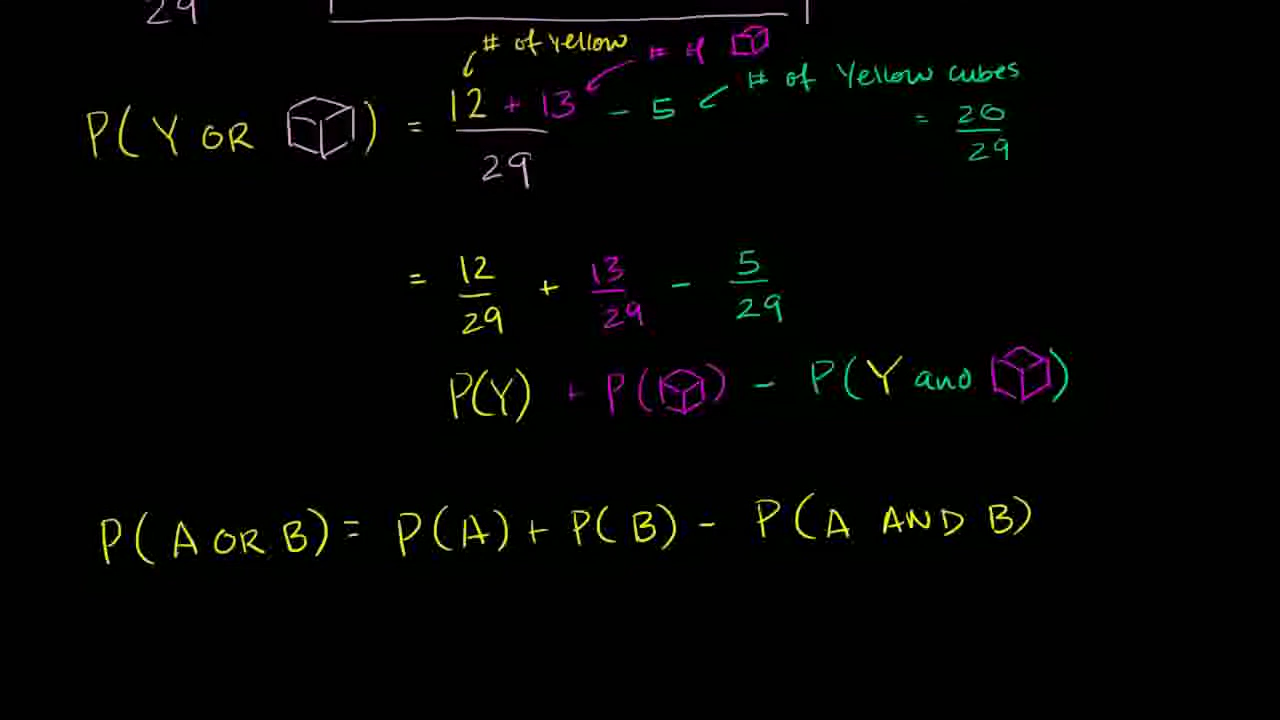 29
# of Yellow
# of
# of Yellow cubes
P(Y OR ) = 12 + 13 - 5
29
= 20
29
= 12/29 + 13/29 - 5/29
P(Y) + P( ) - P(Y and )
P(A OR B) = P(A) + P(B) - P(A AND B)